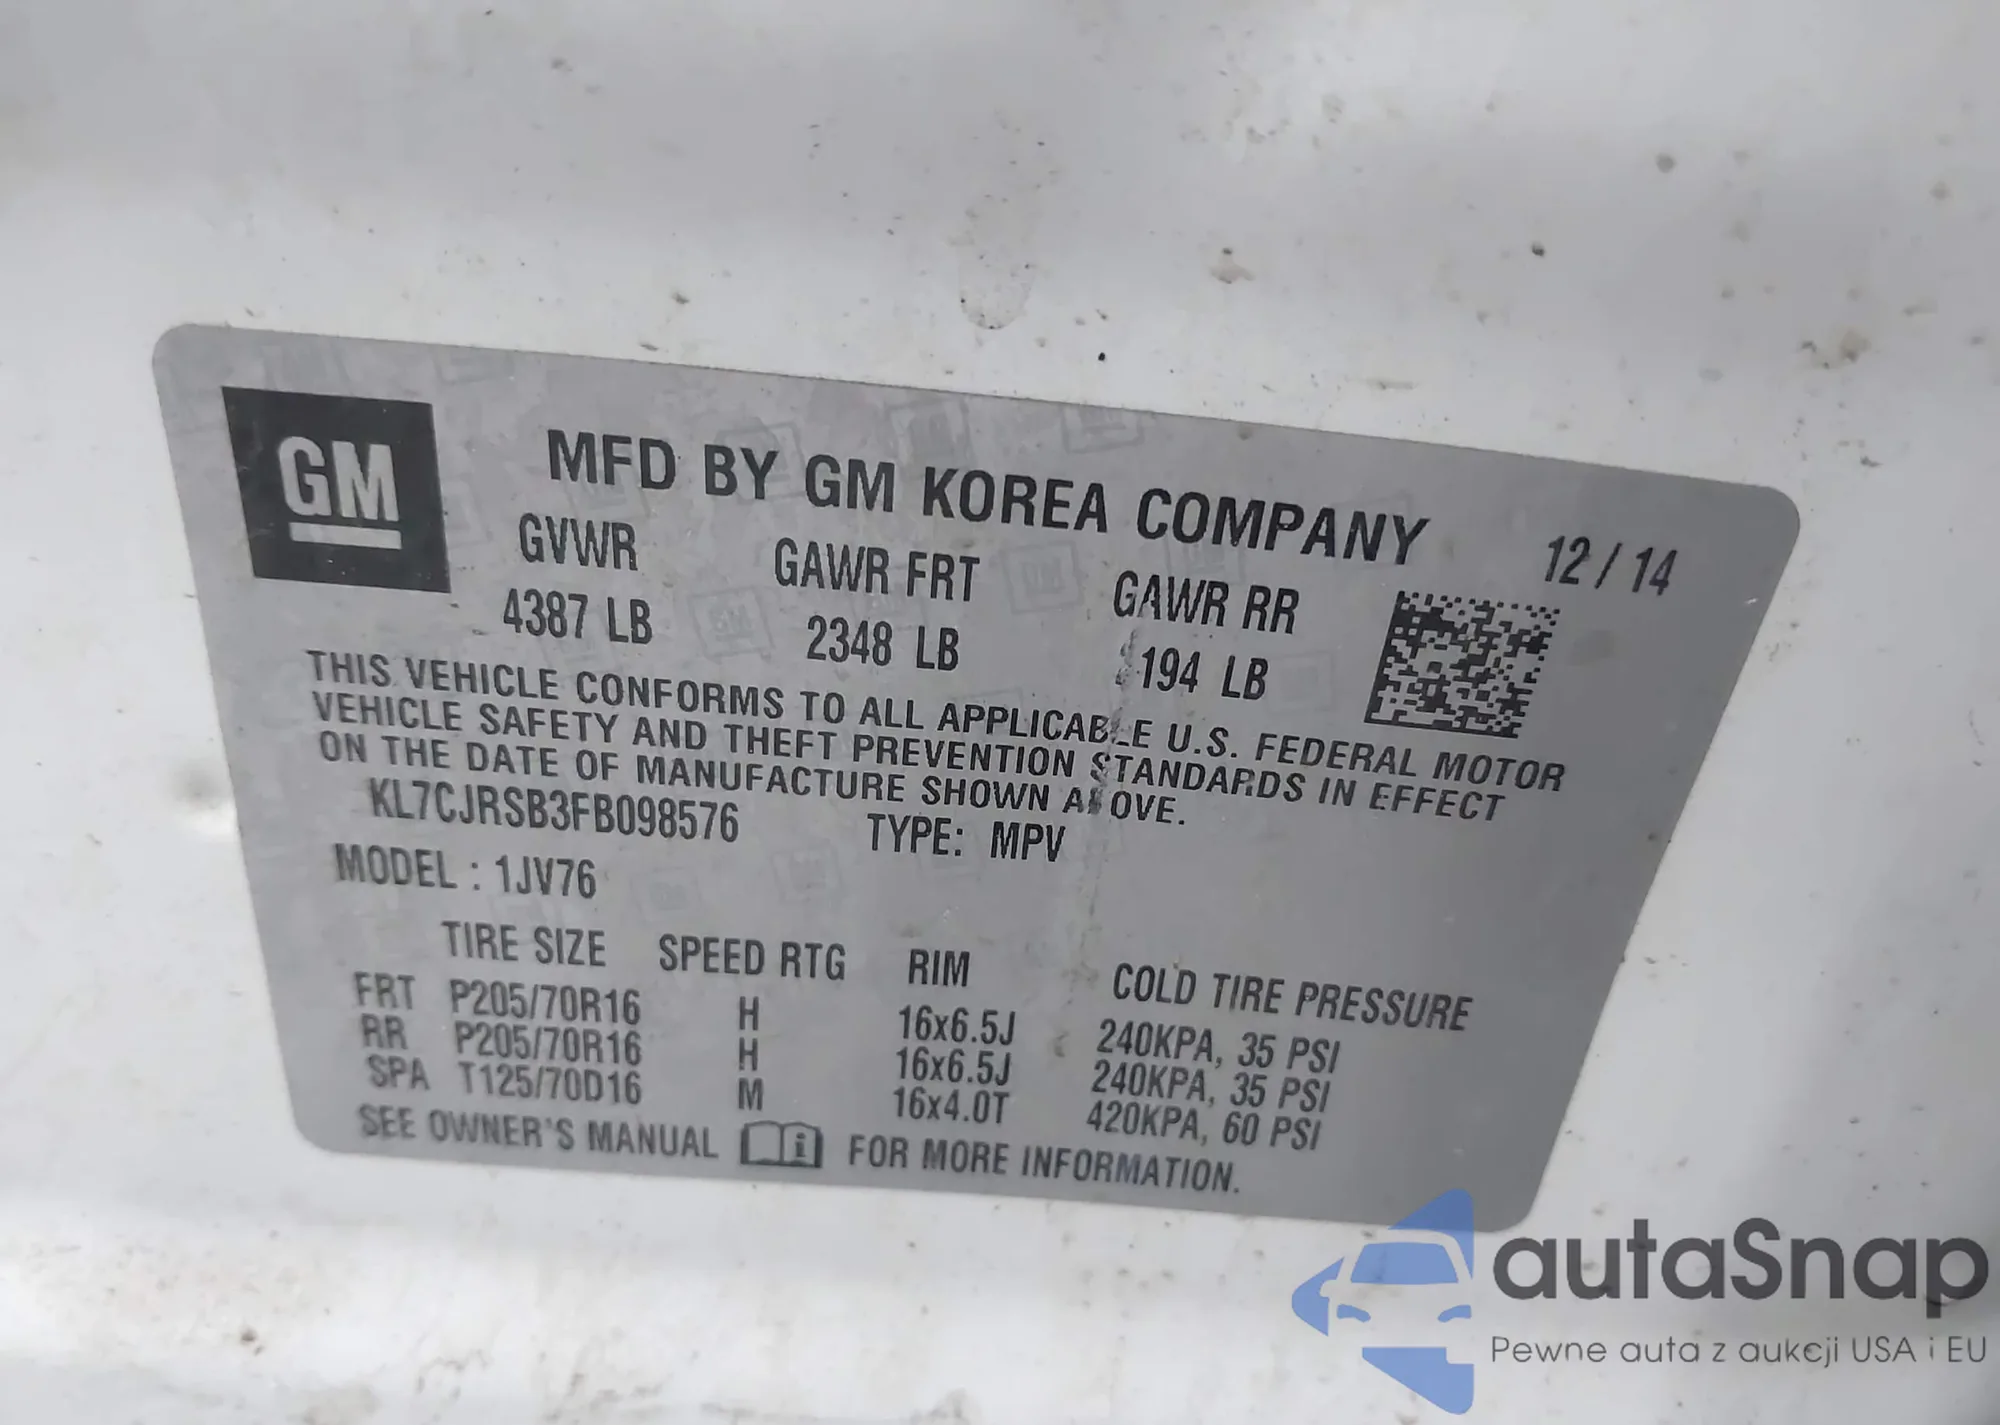 GM
MFD BY GM KOREA COMPANY 12/14
GVWR GAWR FRT GAWR RR
4387 LB 2348 LB 194 LB
THIS VEHICLE CONFORMS TO ALL APPLICABLE U.S. FEDERAL MOTOR
VEHICLE SAFETY AND THEFT PREVENTION STANDARDS IN EFFECT
ON THE DATE OF MANUFACTURE SHOWN ABOVE.
KL7CJRSB3FB098576 TYPE: MPV
MODEL : 1JV76
TIRE SIZE SPEED RTG RIM COLD TIRE PRESSURE
FRT P205/70R16 H 16x6.5J 240KPA, 35 PSI
RR P205/70R16 H 16x6.5J 240KPA, 35 PSI
SPA T125/70D16 M 16x4.0T 420KPA, 60 PSI
SEE OWNER'S MANUAL i FOR MORE INFORMATION.
autaSnap
Pewne auta z aukcji USA i EU